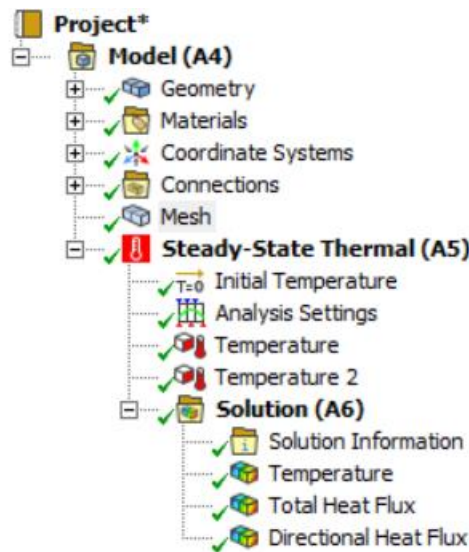 Project*
Model (A4)
Geometry
Materials
Coordinate Systems
Connections
Mesh
Steady-State Thermal (A5)
T=0 Initial Temperature
Analysis Settings
Temperature
Temperature 2
Solution (A6)
Solution Information
Temperature
Total Heat Flux
Directional Heat Flux